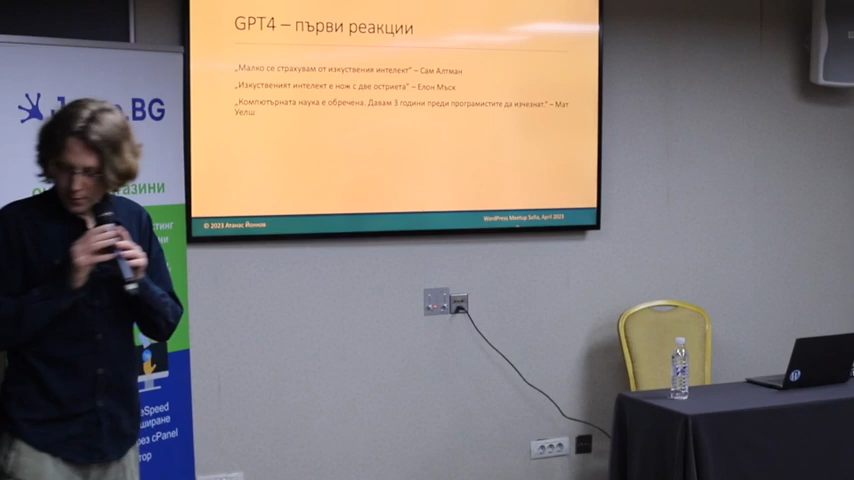 GPT4 – първи реакции
„Малко се страхувам от изкуствения интелект" – Сам Алтман
„Изкуственият интелект е нож с две остриета" – Елон Мъск
„Компютърната наука е обречена. Давам 3 години преди програмистите да изчезнат." – Мат
Уелш
© 2023 Атанас Йонков
WordPress Meetup Sofia, April 2023
.BG
cPanel